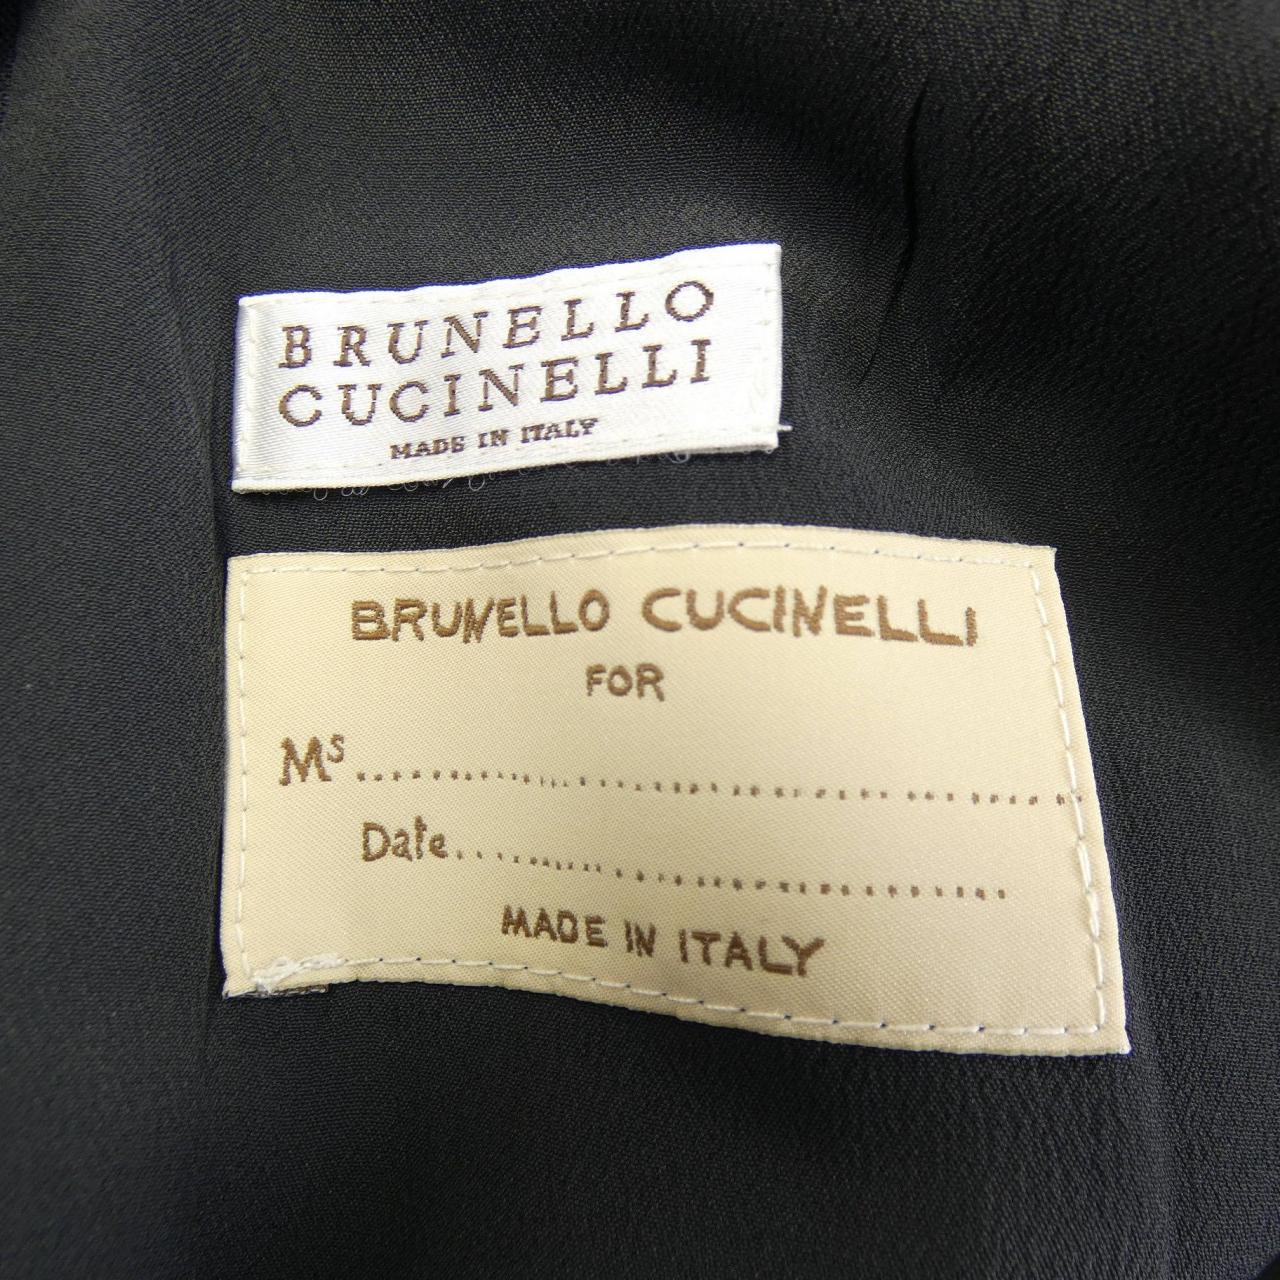 BRUNELLO
CUCINELLI
MADE IN ITALY
BRUNELLO CUCINELLI
FOR
Ms..............................
Date..............................
MADE IN ITALY